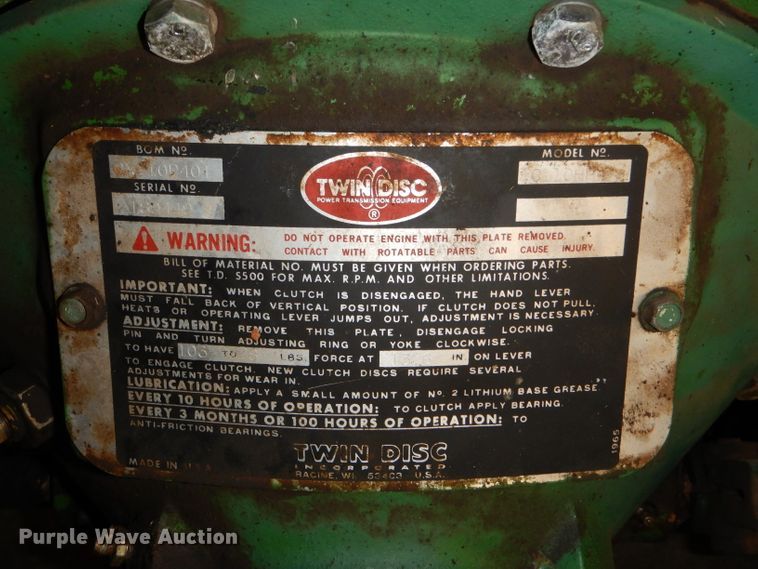 BOM Nº
MODEL Nº
SERIAL Nº
TWIN DISC
POWER TRANSMISSION EQUIPMENT
®
WARNING: DO NOT OPERATE ENGINE WITH THIS PLATE REMOVED.
CONTACT WITH ROTATABLE PARTS CAN CAUSE INJURY.
BILL OF MATERIAL NO. MUST BE GIVEN WHEN ORDERING PARTS.
SEE T.D. S500 FOR MAX. R.P.M. AND OTHER LIMITATIONS.
IMPORTANT: WHEN CLUTCH IS DISENGAGED, THE HAND LEVER
MUST FALL BACK OF VERTICAL POSITION. IF CLUTCH DOES NOT PULL,
HEATS OR OPERATING LEVER JUMPS OUT, ADJUSTMENT IS NECESSARY.
ADJUSTMENT: REMOVE THIS PLATE, DISENGAGE LOCKING
PIN AND TURN ADJUSTING RING OR YOKE CLOCKWISE.
TO HAVE 103 TO LBS. FORCE AT IN. ON LEVER
TO ENGAGE CLUTCH. NEW CLUTCH DISCS REQUIRE SEVERAL
ADJUSTMENTS FOR WEAR IN.
LUBRICATION: APPLY A SMALL AMOUNT OF Nº. 2 LITHIUM BASE GREASE
EVERY 10 HOURS OF OPERATION: TO CLUTCH APPLY BEARING.
EVERY 3 MONTHS OR 100 HOURS OF OPERATION: TO
ANTI-FRICTION BEARINGS.
TWIN DISC
INCORPORATED
RACINE, WI. 53403 U.S.A.
MADE IN U.S.A.
1965
Purple Wave Auction